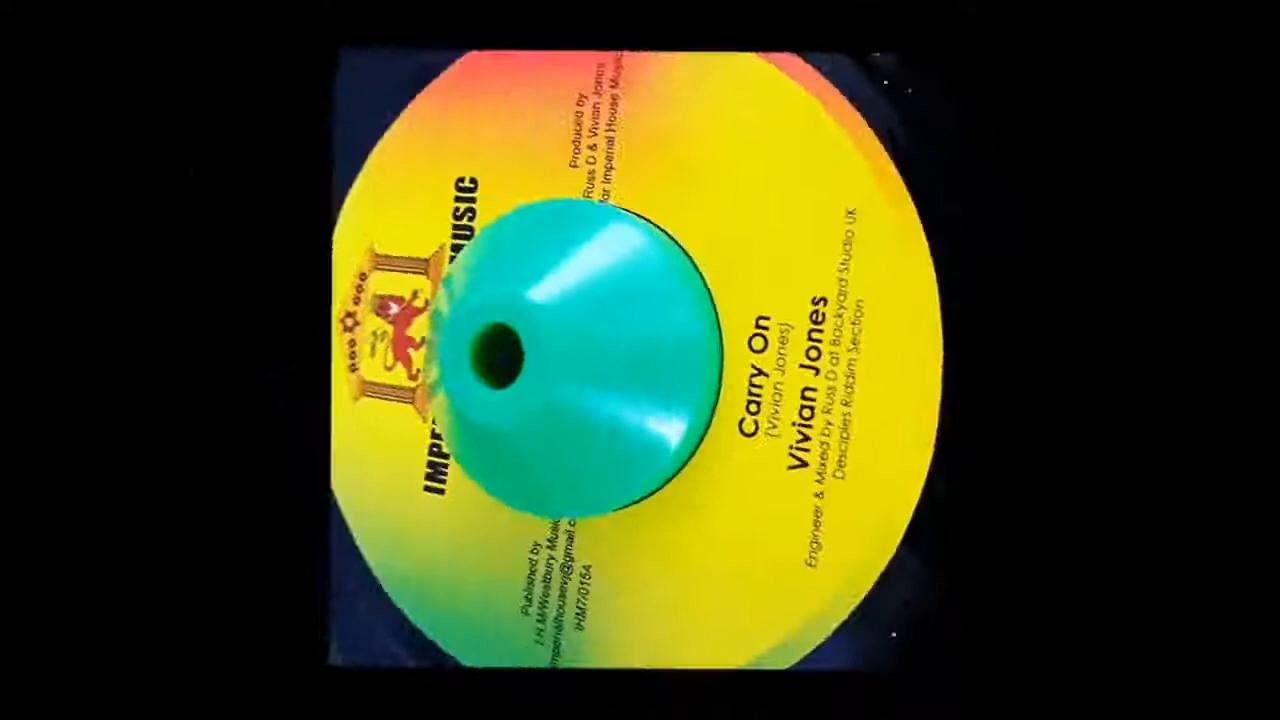 IMPE MUSIC
Produced by
Russ D & Vivian Jones
for Imperial House Music
Published by
I.H.M/Westbury Music
imperialhousevj@gmail.c
IHM7/015A
Carry On
(Vivian Jones)
Vivian Jones
Engineer & Mixed by Russ D at Backyard Studio UK
Desciples Riddim Section